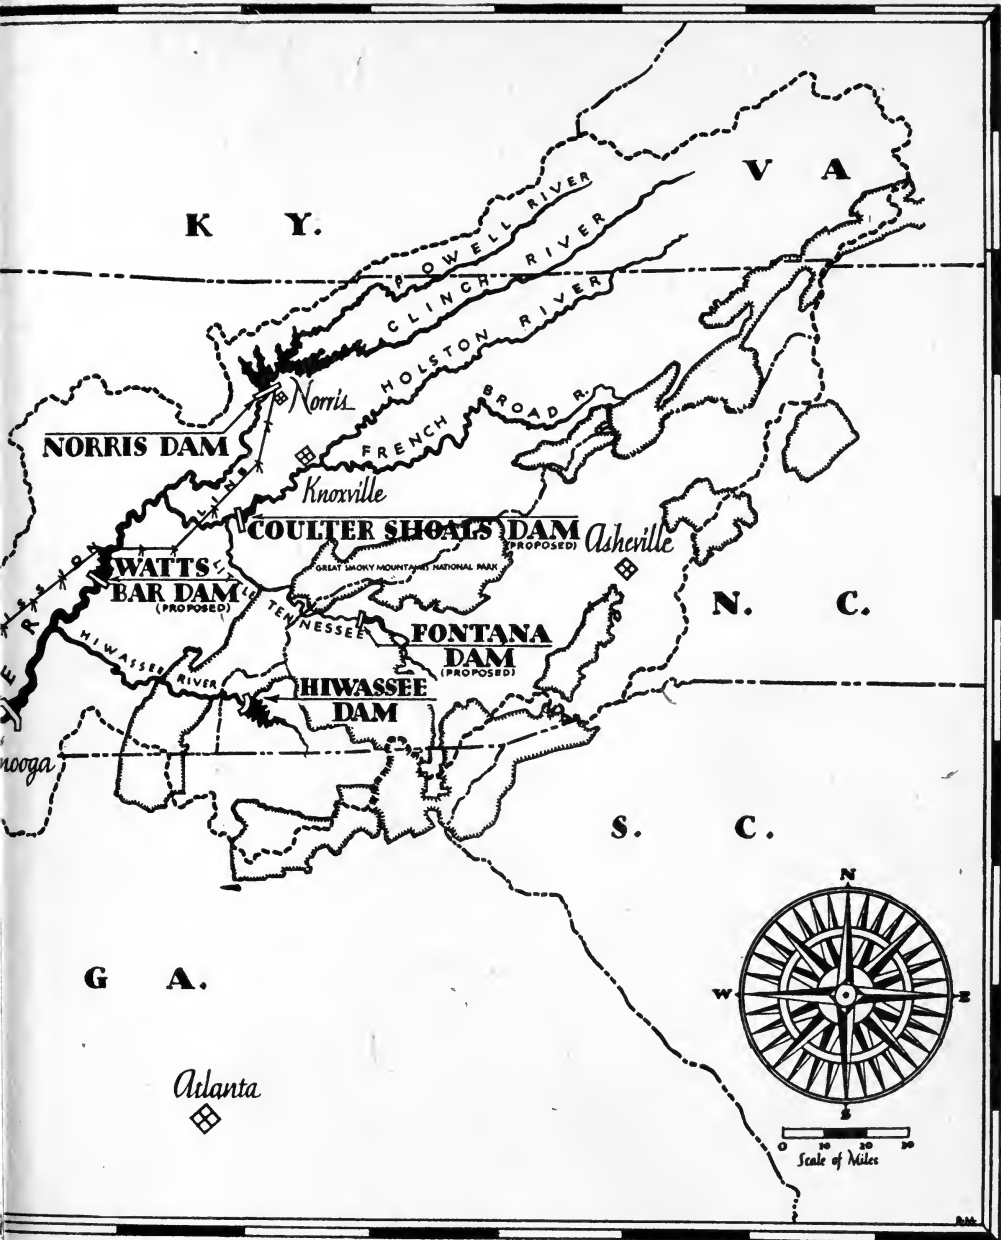 V A
K Y.
POWELL RIVER
CLINCH RIVER
HOLSTON RIVER
Norris
FRENCH BROAD R.
NORRIS DAM
LINE
Knoxville
COULTER SHOALS DAM
(PROPOSED)
Asheville
GREAT SMOKY MOUNTAINS NATIONAL PARK
WATTS
BAR DAM
(PROPOSED)
LITTLE TENNESSEE
N. C.
FONTANA
DAM
(PROPOSED)
HIWASSEE RIVER
HIWASSEE
DAM
nooga
S. C.
G A.
N
W
E
S
Atlanta
0 10 20 30
Scale of Miles